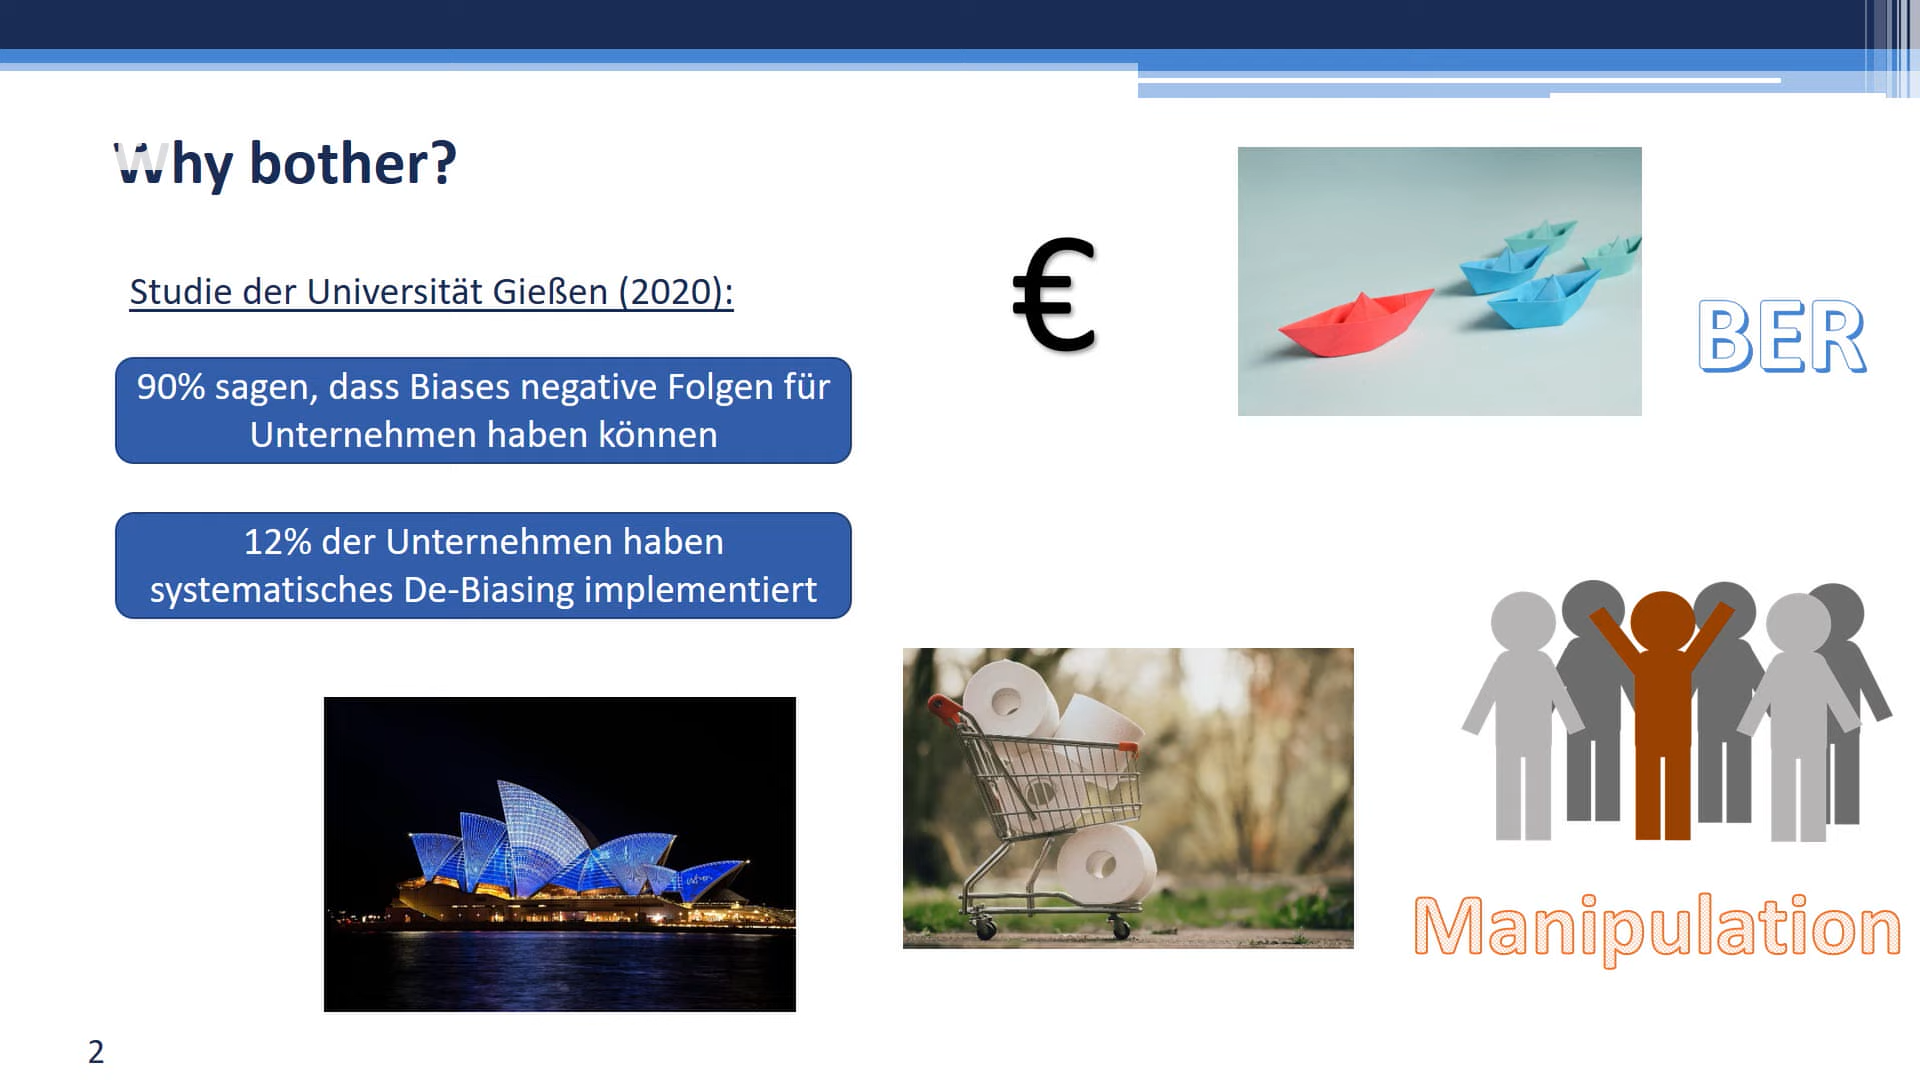 Why bother?
Studie der Universität Gießen (2020):
90% sagen, dass Biases negative Folgen für
Unternehmen haben können
12% der Unternehmen haben
systematisches De-Biasing implementiert
€
BER
Manipulation
2